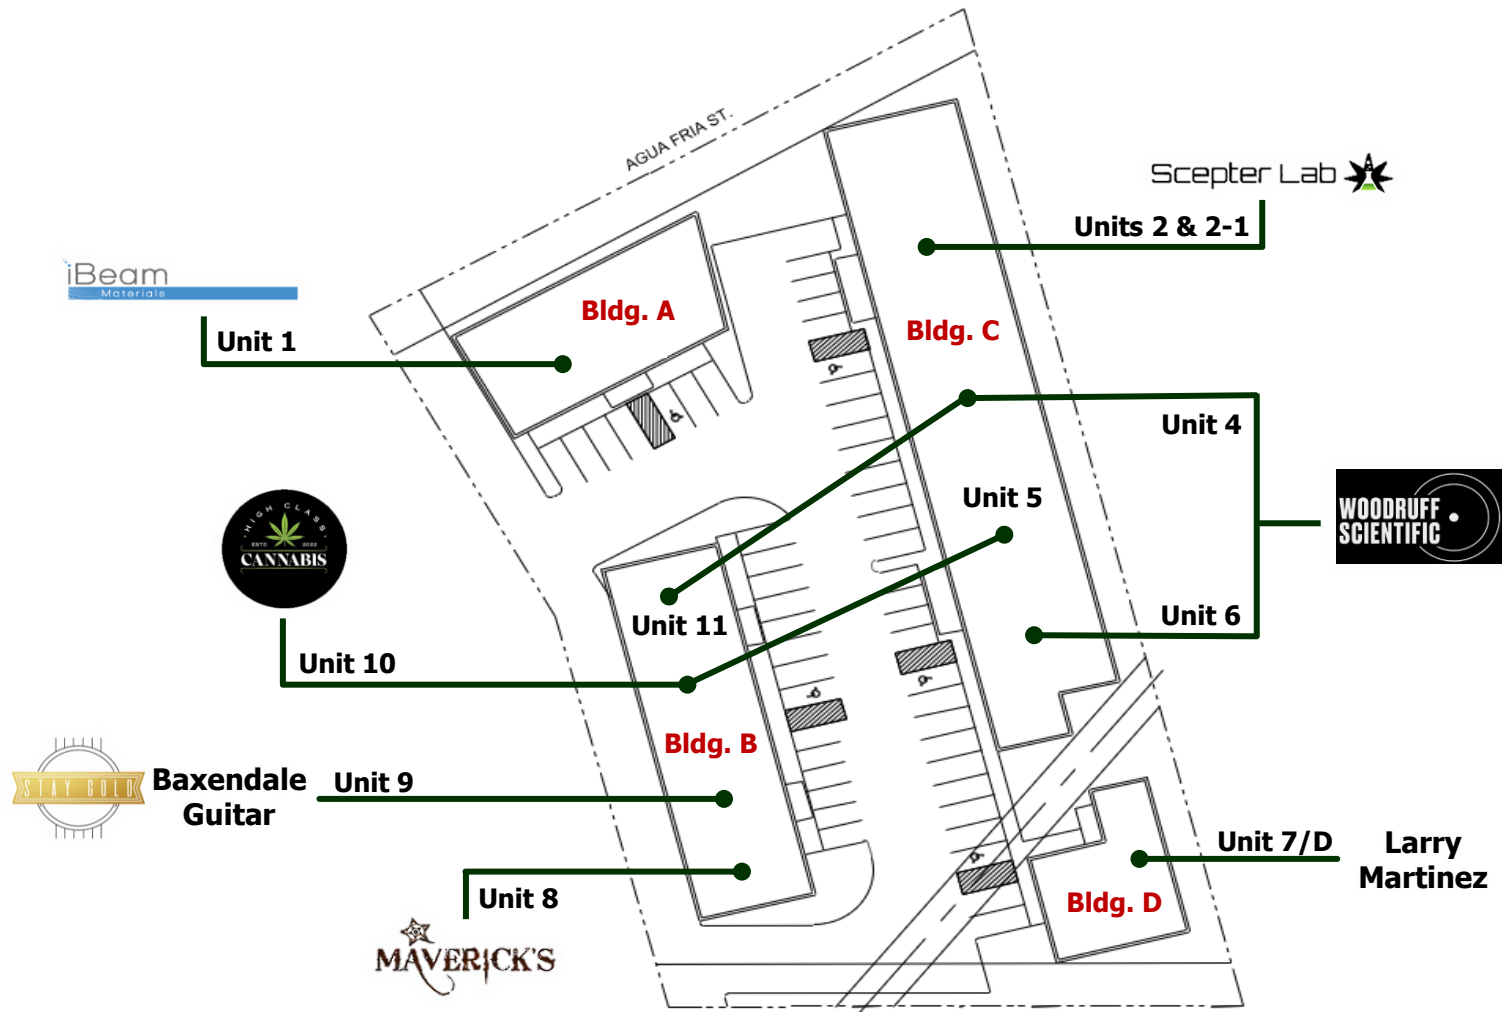 AGUA FRIA ST.
Scepter Lab
Units 2 & 2-1
iBeam
Materials
Unit 1
Bldg. A
Bldg. C
Unit 4
Unit 5
HIGH CLASS
ESTD 2022
CANNABIS
WOODRUFF
SCIENTIFIC
Unit 11
Unit 6
Unit 10
Bldg. B
STAY GOLD
Baxendale
Guitar
Unit 9
Unit 7/D
Larry
Martinez
Unit 8
Bldg. D
MAVERICK'S